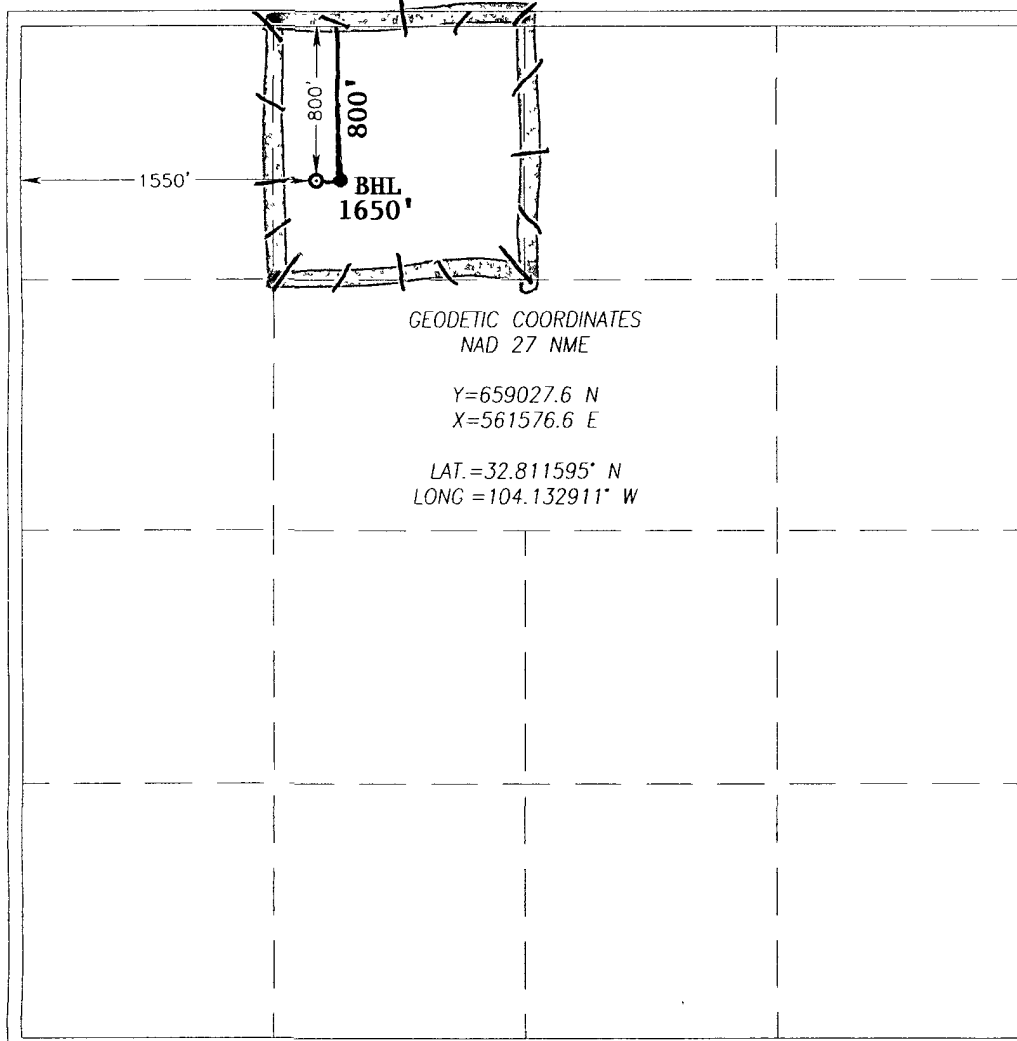 800'
800'
1550'
BHL
1650'
GEODETIC COORDINATES
NAD 27 NME
Y=659027.6 N
X=561576.6 E
LAT.=32.811595° N
LONG =104.132911° W